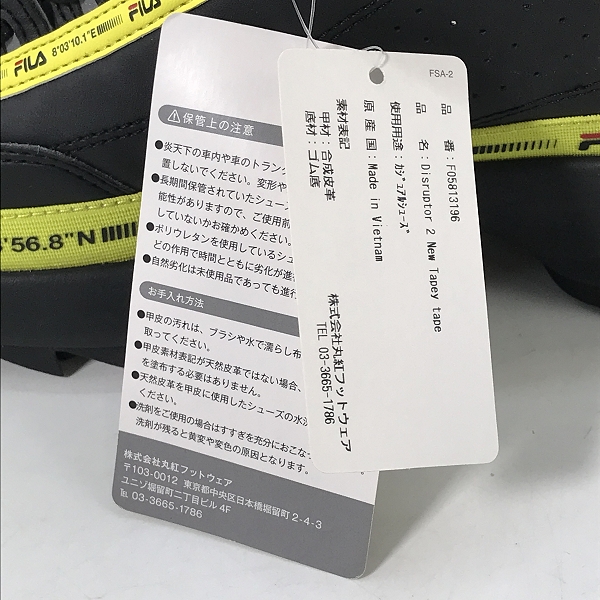 FILA 8°03'10.1"E FILA
'56.8"N
FSA-2
品 番：F05813196
品 名：Disruptor 2 New Tapey tape
使用用途：ｶｼﾞｭｱﾙｼｭｰｽﾞ
原 産 国：Made in Vietnam
素材表記
甲材：合成皮革
底材：ゴム底
株式会社丸紅フットウェア
TEL 03-3665-1786
保管上の注意
●炎天下の車内や車のトランク
置しないでください。変形や
●長期間保管されていたシュー
能性がありますので、ご使用前
していないかお確かめください。
●ポリウレタンを使用しているシュ
どの作用で時間とともに劣化が進
●自然劣化は未使用品であっても進行
お手入れ方法
●甲皮の汚れは、ブラシや水で濡らし布
取ってください。
●甲皮素材表記が天然皮革ではない場合、
を塗布する必要はありません。
●天然皮革を甲皮に使用したシューズの水洗
ください。
●洗剤をご使用の場合はすすぎを充分におこな
洗剤が残ると黄変や変色の原因となります。
株式会社丸紅フットウェア
〒103-0012 東京都中央区日本橋堀留町2-4-3
ユニゾ堀留町二丁目ビル 4F
℡ 03-3665-1786